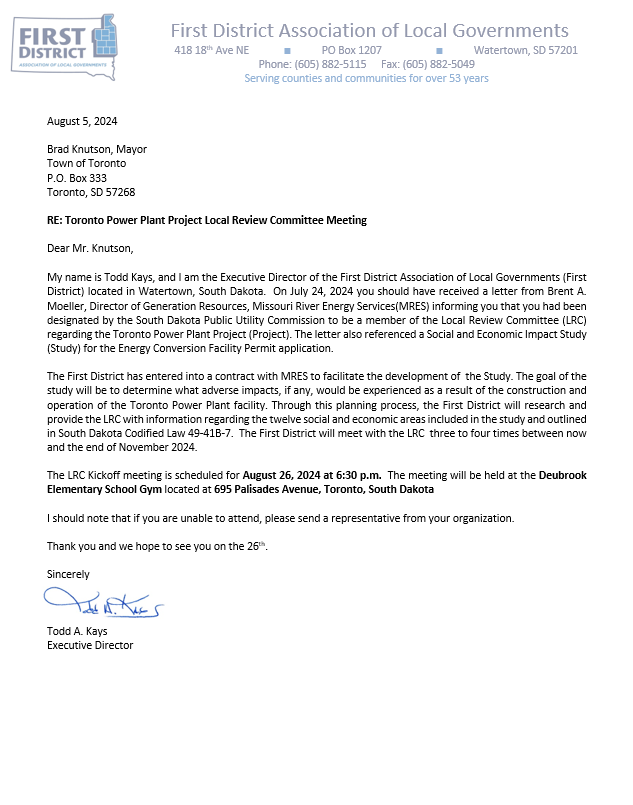 FIRST
DISTRICT
ASSOCIATION OF LOCAL GOVERNMENTS
First District Association of Local Governments
418 18th Ave NE ■ PO Box 1207 ■ Watertown, SD 57201
Phone: (605) 882-5115 Fax: (605) 882-5049
Serving counties and communities for over 53 years
August 5, 2024
Brad Knutson, Mayor
Town of Toronto
P.O. Box 333
Toronto, SD 57268
RE: Toronto Power Plant Project Local Review Committee Meeting
Dear Mr. Knutson,
My name is Todd Kays, and I am the Executive Director of the First District Association of Local Governments (First
District) located in Watertown, South Dakota. On July 24, 2024 you should have received a letter from Brent A.
Moeller, Director of Generation Resources, Missouri River Energy Services(MRES) informing you that you had been
designated by the South Dakota Public Utility Commission to be a member of the Local Review Committee (LRC)
regarding the Toronto Power Plant Project (Project). The letter also referenced a Social and Economic Impact Study
(Study) for the Energy Conversion Facility Permit application.
The First District has entered into a contract with MRES to facilitate the development of the Study. The goal of the
study will be to determine what adverse impacts, if any, would be experienced as a result of the construction and
operation of the Toronto Power Plant facility. Through this planning process, the First District will research and
provide the LRC with information regarding the twelve social and economic areas included in the study and outlined
in South Dakota Codified Law 49-41B-7. The First District will meet with the LRC three to four times between now
and the end of November 2024.
The LRC Kickoff meeting is scheduled for August 26, 2024 at 6:30 p.m. The meeting will be held at the Deubrook
Elementary School Gym located at 695 Palisades Avenue, Toronto, South Dakota
I should note that if you are unable to attend, please send a representative from your organization.
Thank you and we hope to see you on the 26th.
Sincerely
Todd A. Kays
Todd A. Kays
Executive Director